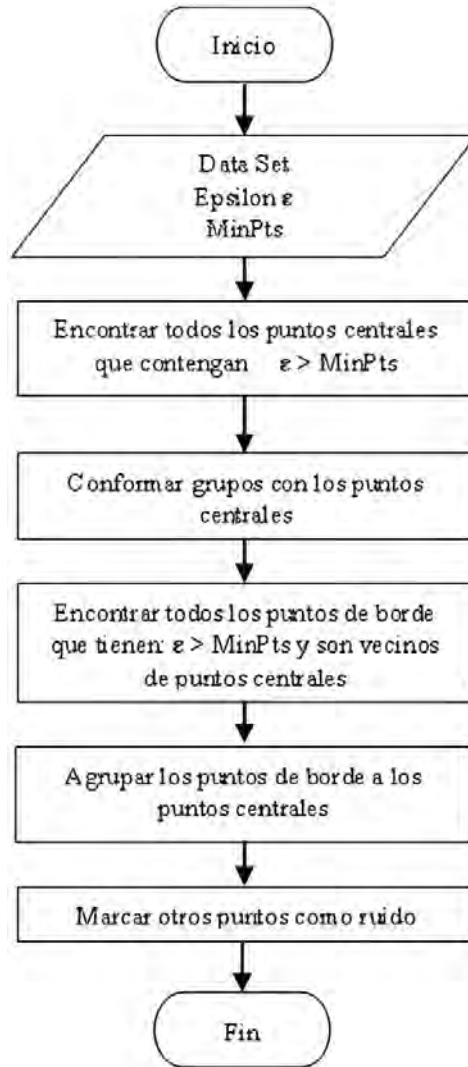 Inicio
Data Set
Epsilon ε
MinPts
Encontrar todos los puntos centrales
que contengan ε > MinPts
Conformar grupos con los puntos
centrales
Encontrar todos los puntos de borde
que tienen: ε > MinPts y son vecinos
de puntos centrales
Agrupar los puntos de borde a los
puntos centrales
Marcar otros puntos como ruido
Fin